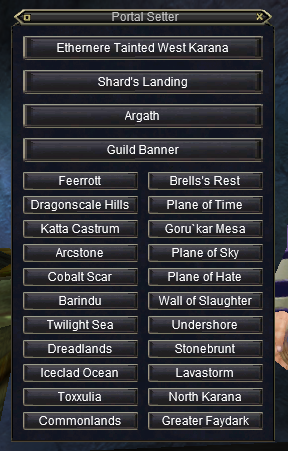 Portal Setter
Ethernere Tainted West Karana
Shard's Landing
Argath
Guild Banner
Feerrott Brells's Rest
Dragonscale Hills Plane of Time
Katta Castrum Goru`kar Mesa
Arcstone Plane of Sky
Cobalt Scar Plane of Hate
Barindu Wall of Slaughter
Twilight Sea Undershore
Dreadlands Stonebrunt
Iceclad Ocean Lavastorm
Toxxulia North Karana
Commonlands Greater Faydark